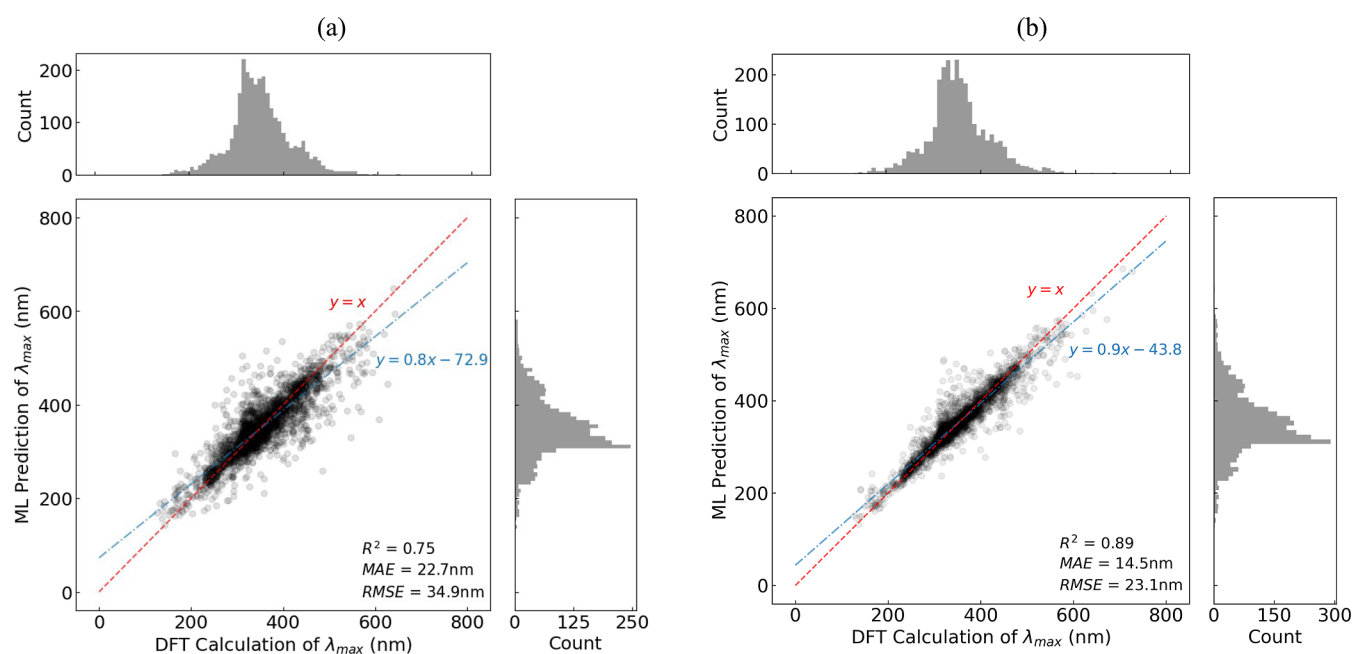 (a)
(b)
200
100
0
Count
200
100
0
Count
800
600
400
200
0
ML Prediction of λmax (nm)
y = x
y = 0.8x − 72.9
R² = 0.75
MAE = 22.7nm
RMSE = 34.9nm
0 200 400 600 800
DFT Calculation of λmax (nm)
0 125 250
Count
800
600
400
200
0
ML Prediction of λmax (nm)
y = x
y = 0.9x − 43.8
R² = 0.89
MAE = 14.5nm
RMSE = 23.1nm
0 200 400 600 800
DFT Calculation of λmax (nm)
0 150 300
Count